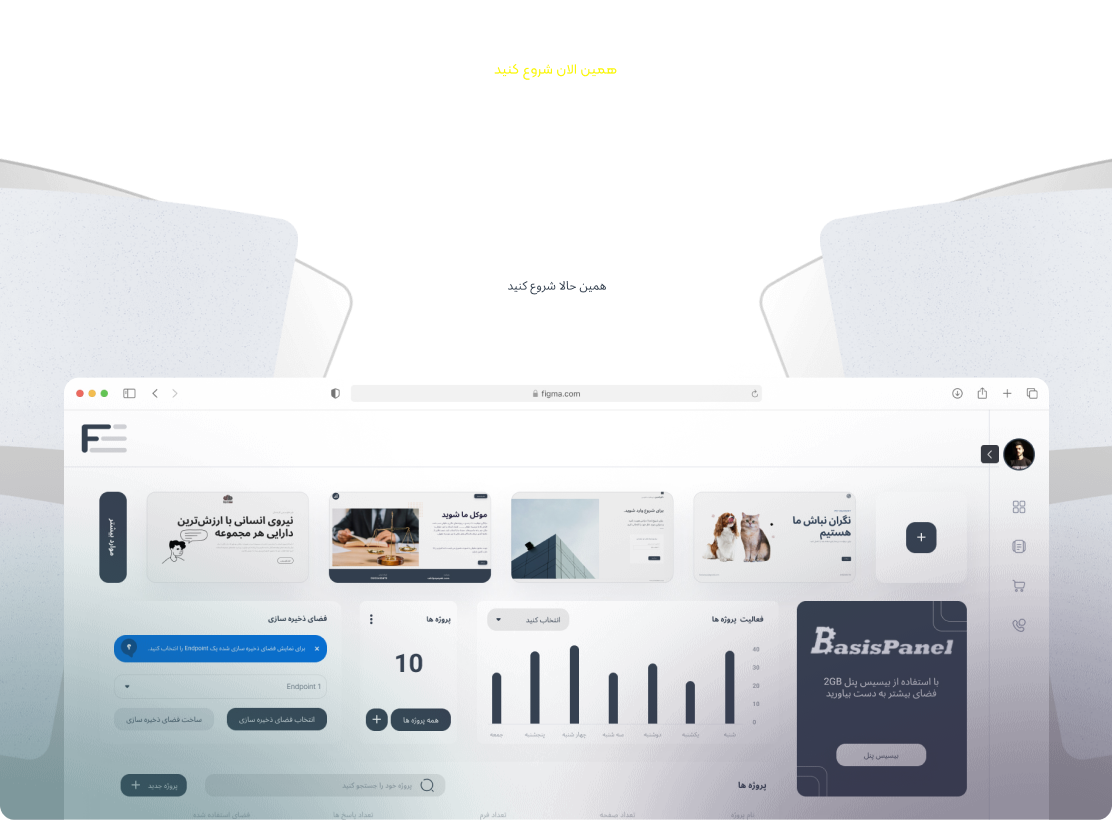 همین الان شروع کنید
همین حالا شروع کنید
figma.com
نگران نباش ما
هستیم
برای شروع وارد شوید.
موکل ما شوید
نیروی انسانی با ارزش‌ترین
دارایی هر مجموعه
موارد بیشتر
BasisPanel
با استفاده از بیسیس پنل 2GB
فضای بیشتر به دست بیاورید
بیسیس پنل
فعالیت پروژه ها
انتخاب کنید
40
30
20
10
0
شنبه
یکشنبه
دوشنبه
سه شنبه
چهار شنبه
پنجشنبه
جمعه
پروژه ها
10
همه پروژه ها
فضای ذخیره سازی
برای نمایش فضای ذخیره سازی شده یک Endpoint را انتخاب کنید.
؟
Endpoint 1
انتخاب فضای ذخیره سازی
ساخت فضای ذخیره سازی
پروژه ها
پروژه خود را جستجو کنید
پروژه جدید
نام پروژه
تعداد صفحه
تعداد فرم
تعداد پاسخ ها
فضای استفاده شده